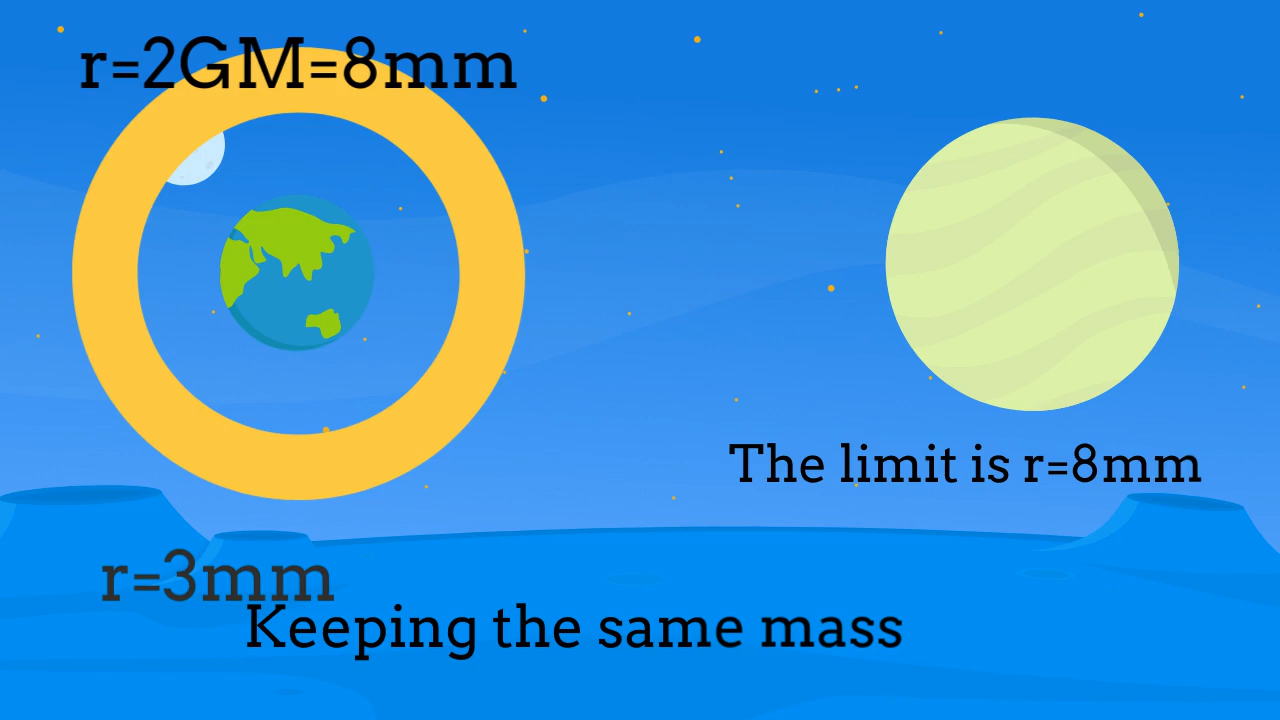 r=2GM=8mm
The limit is r=8mm
r=3mm
Keeping the same mass